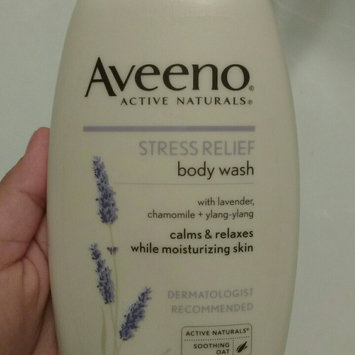 Aveeno®
ACTIVE NATURALS®
STRESS RELIEF
body wash
with lavender,
chamomile + ylang-ylang
calms & relaxes
while moisturizing skin
DERMATOLOGIST
RECOMMENDED
ACTIVE NATURALS®
SOOTHING
OAT